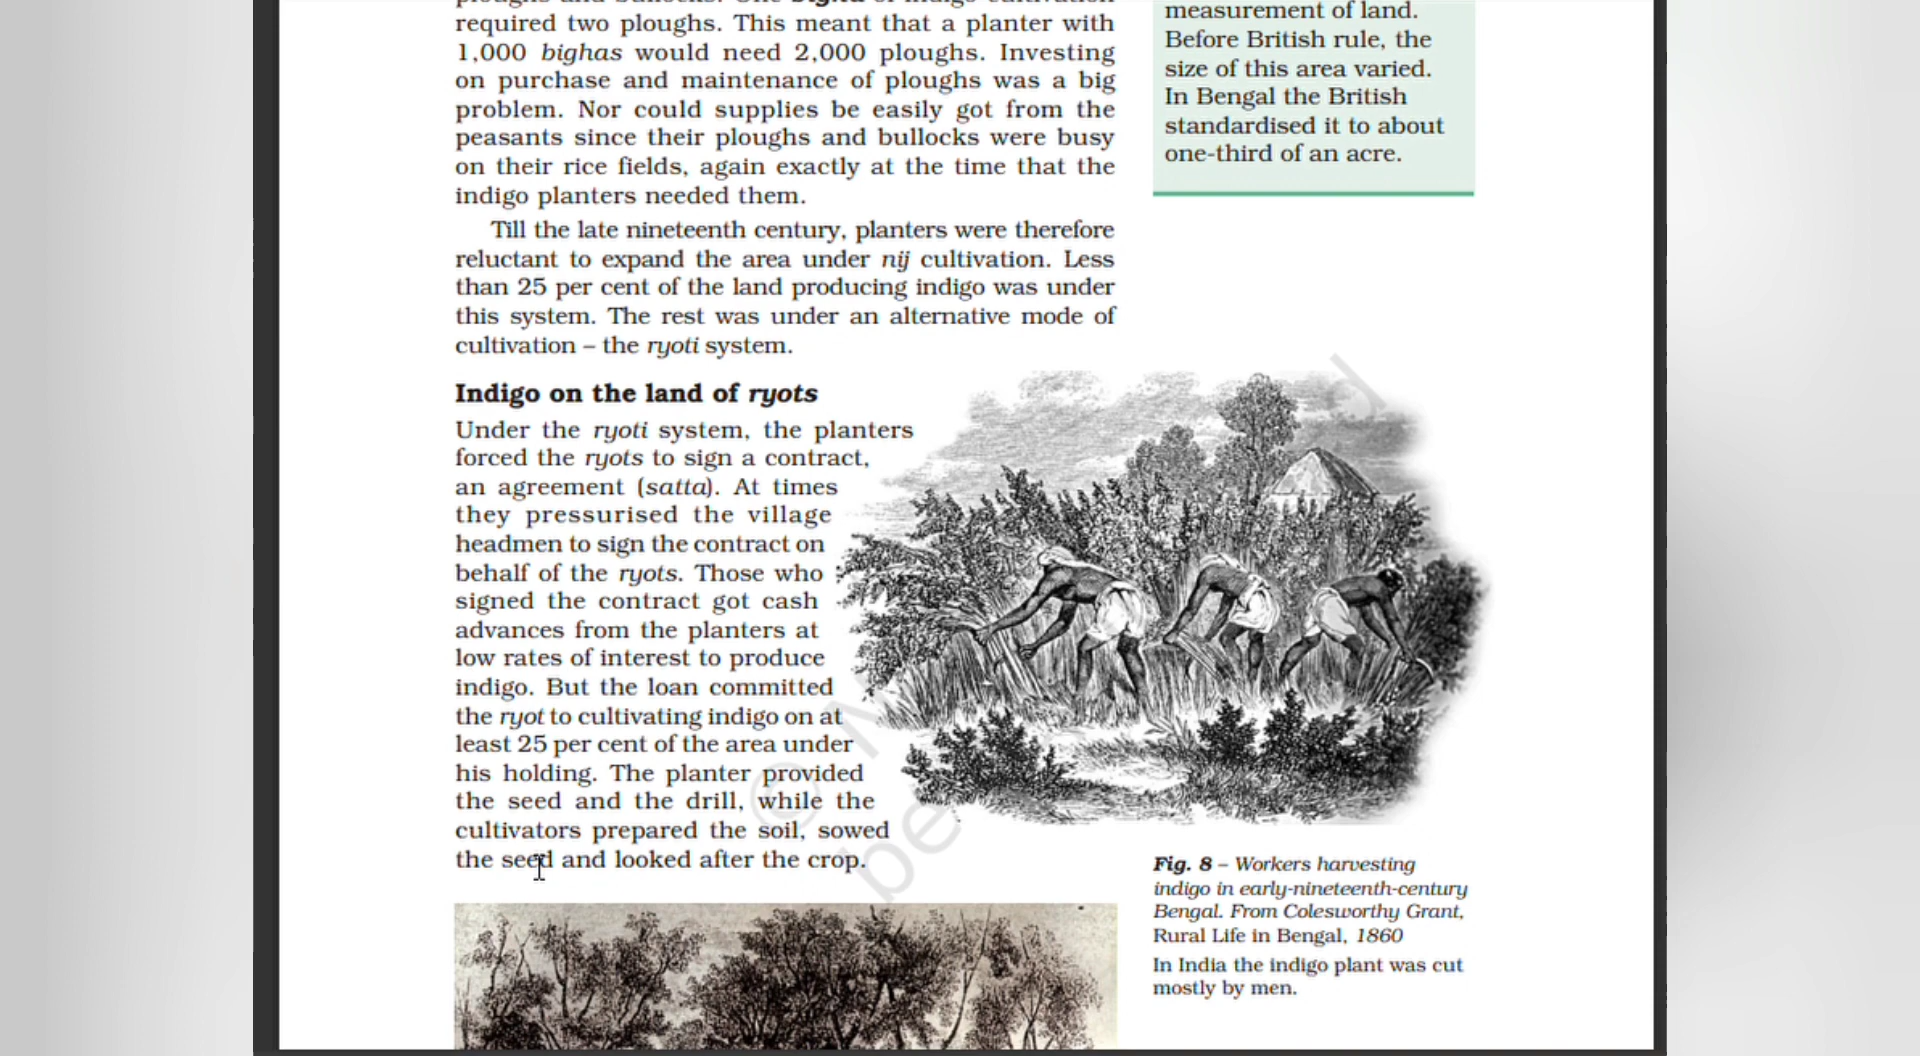 required two ploughs. This meant that a planter with
1,000 bighas would need 2,000 ploughs. Investing
on purchase and maintenance of ploughs was a big
problem. Nor could supplies be easily got from the
peasants since their ploughs and bullocks were busy
on their rice fields, again exactly at the time that the
indigo planters needed them.
Till the late nineteenth century, planters were therefore
reluctant to expand the area under nij cultivation. Less
than 25 per cent of the land producing indigo was under
this system. The rest was under an alternative mode of
cultivation – the ryoti system.
Indigo on the land of ryots
Under the ryoti system, the planters
forced the ryots to sign a contract,
an agreement (satta). At times
they pressurised the village
headmen to sign the contract on
behalf of the ryots. Those who
signed the contract got cash
advances from the planters at
low rates of interest to produce
indigo. But the loan committed
the ryot to cultivating indigo on at
least 25 per cent of the area under
his holding. The planter provided
the seed and the drill, while the
cultivators prepared the soil, sowed
the seed and looked after the crop.
measurement of land.
Before British rule, the
size of this area varied.
In Bengal the British
standardised it to about
one-third of an acre.
Fig. 8 – Workers harvesting
indigo in early-nineteenth-century
Bengal. From Colesworthy Grant,
Rural Life in Bengal, 1860
In India the indigo plant was cut
mostly by men.